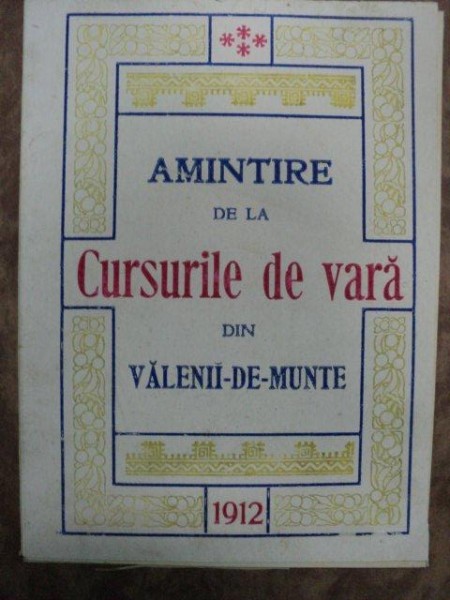 AMINTIRE
DE LA
Cursurile de vară
DIN
VĂLENII-DE-MUNTE
1912